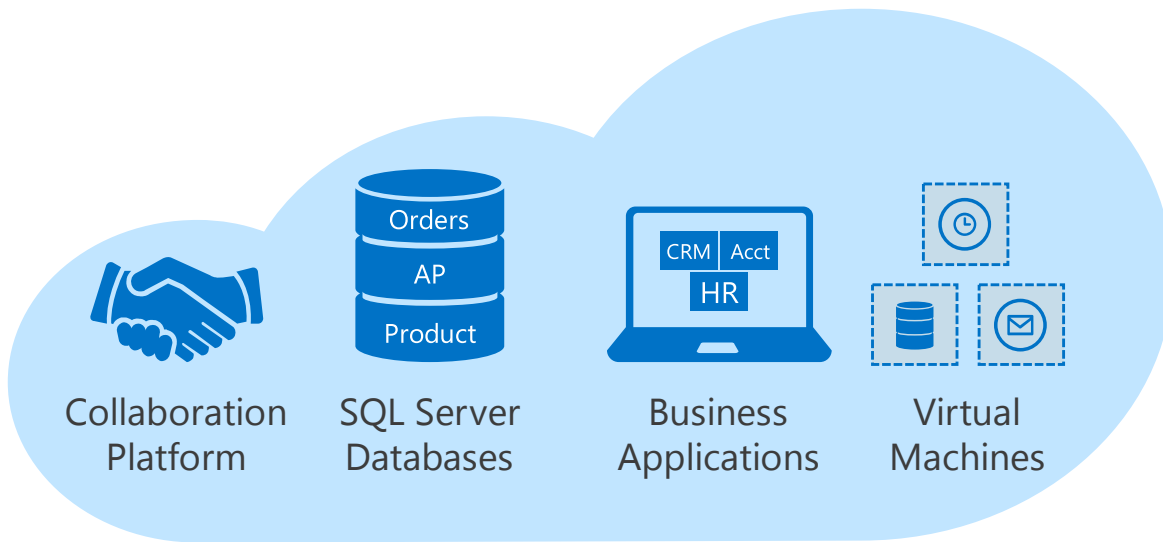 Orders
AP
Product
CRM
Acct
HR
Collaboration
Platform
SQL Server
Databases
Business
Applications
Virtual
Machines